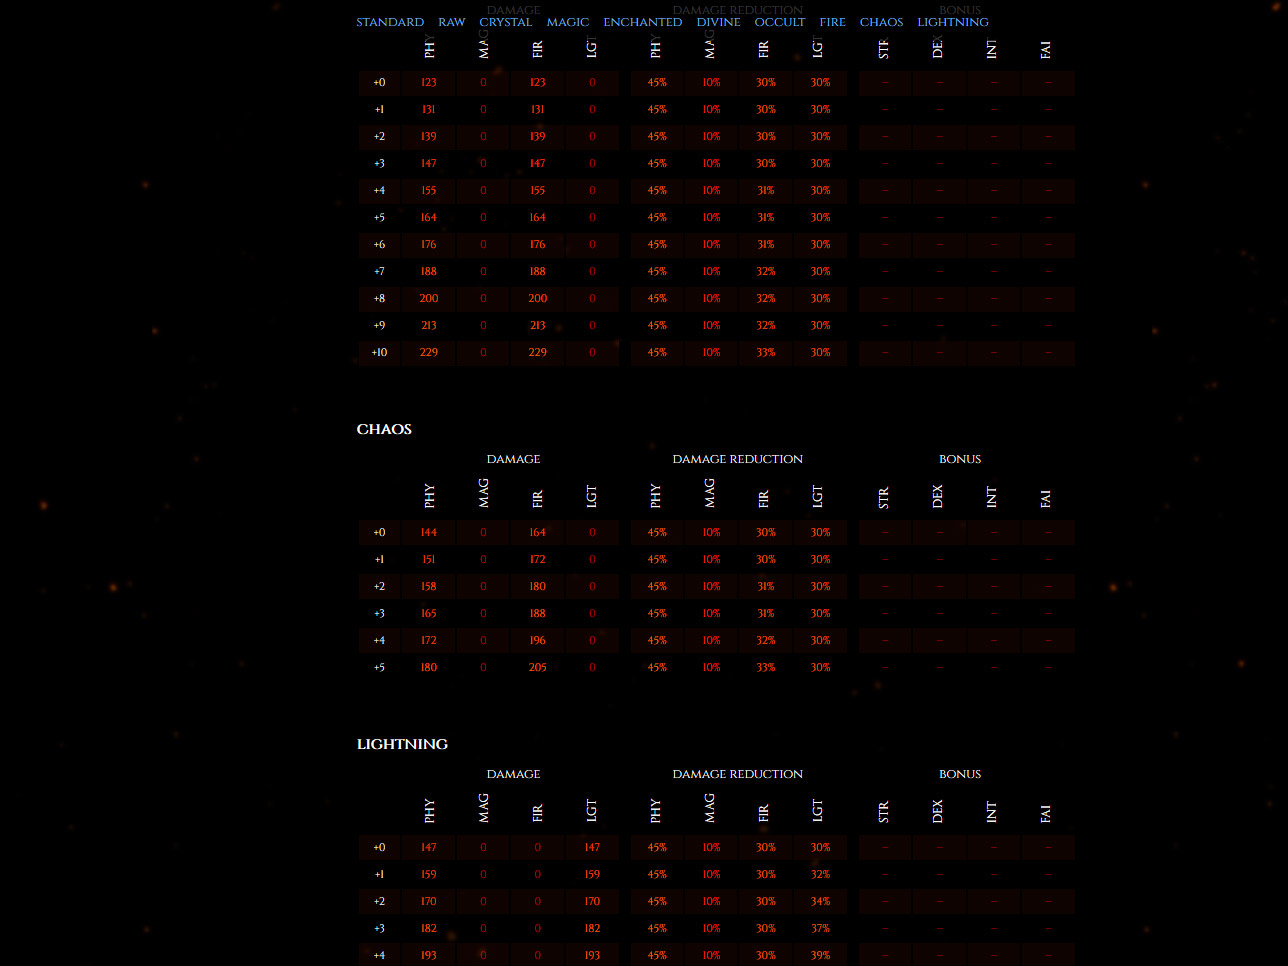 DAMAGE DAMAGE REDUCTION BONUS
STANDARD RAW CRYSTAL MAGIC ENCHANTED DIVINE OCCULT FIRE CHAOS LIGHTNING
PHY MAG FIR LGT PHY MAG FIR LGT STR DEX INT FAI
+0 123 0 123 0 45% 10% 30% 30% – – – –
+1 131 0 131 0 45% 10% 30% 30% – – – –
+2 139 0 139 0 45% 10% 30% 30% – – – –
+3 147 0 147 0 45% 10% 30% 30% – – – –
+4 155 0 155 0 45% 10% 31% 30% – – – –
+5 164 0 164 0 45% 10% 31% 30% – – – –
+6 176 0 176 0 45% 10% 31% 30% – – – –
+7 188 0 188 0 45% 10% 32% 30% – – – –
+8 200 0 200 0 45% 10% 32% 30% – – – –
+9 213 0 213 0 45% 10% 32% 30% – – – –
+10 229 0 229 0 45% 10% 33% 30% – – – –
CHAOS
DAMAGE DAMAGE REDUCTION BONUS
PHY MAG FIR LGT PHY MAG FIR LGT STR DEX INT FAI
+0 144 0 164 0 45% 10% 30% 30% – – – –
+1 151 0 172 0 45% 10% 30% 30% – – – –
+2 158 0 180 0 45% 10% 31% 30% – – – –
+3 165 0 188 0 45% 10% 31% 30% – – – –
+4 172 0 196 0 45% 10% 32% 30% – – – –
+5 180 0 205 0 45% 10% 33% 30% – – – –
LIGHTNING
DAMAGE DAMAGE REDUCTION BONUS
PHY MAG FIR LGT PHY MAG FIR LGT STR DEX INT FAI
+0 147 0 0 147 45% 10% 30% 30% – – – –
+1 159 0 0 159 45% 10% 30% 32% – – – –
+2 170 0 0 170 45% 10% 30% 34% – – – –
+3 182 0 0 182 45% 10% 30% 37% – – – –
+4 193 0 0 193 45% 10% 30% 39% – – – –